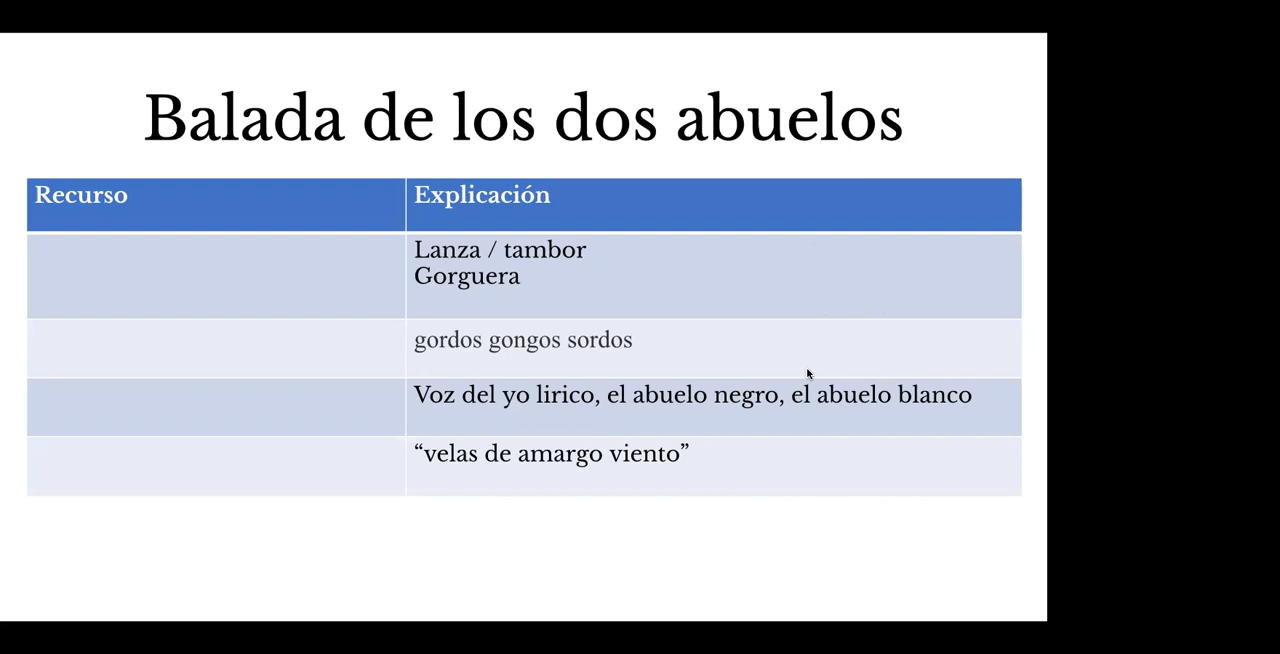 Balada de los dos abuelos
Recurso
Explicación
Lanza / tambor
Gorguera
gordos gongos sordos
Voz del yo lirico, el abuelo negro, el abuelo blanco
“velas de amargo viento”